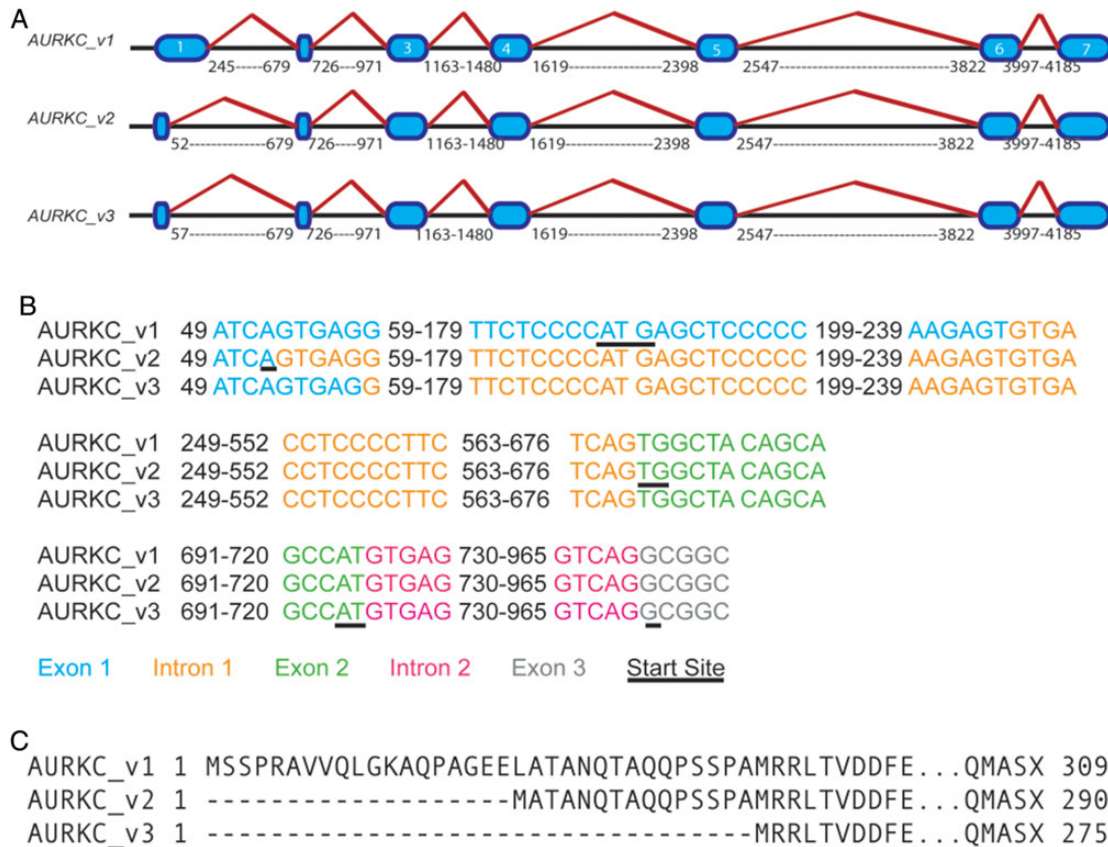 A
AURKC_v1 1 3 4 5 6 7
245------679 726---971 1163-1480 1619-----------------2398 2547-----------------------------3822 3997-4185
AURKC_v2
52-------------679 726----971 1163-1480 1619-----------------2398 2547-----------------------------3822 3997-4185
AURKC_v3
57-------------679 726----971 1163-1480 1619-----------------2398 2547-----------------------------3822 3997-4185
B
AURKC_v1 49 ATCAGTGAGG 59-179 TTCTCCCCAT GAGCTCCCCC 199-239 AAGAGTGTGA
AURKC_v2 49 ATCAGTGAGG 59-179 TTCTCCCCAT GAGCTCCCCC 199-239 AAGAGTGTGA
AURKC_v3 49 ATCAGTGAGG 59-179 TTCTCCCCAT GAGCTCCCCC 199-239 AAGAGTGTGA
AURKC_v1 249-552 CCTCCCCTTC 563-676 TCAGTGGCTA CAGCA
AURKC_v2 249-552 CCTCCCCTTC 563-676 TCAGTGGCTA CAGCA
AURKC_v3 249-552 CCTCCCCTTC 563-676 TCAGTGGCTA CAGCA
AURKC_v1 691-720 GCCATGTGAG 730-965 GTCAGGCGGC
AURKC_v2 691-720 GCCATGTGAG 730-965 GTCAGGCGGC
AURKC_v3 691-720 GCCATGTGAG 730-965 GTCAGGCGGC
Exon 1 Intron 1 Exon 2 Intron 2 Exon 3 Start Site
C
AURKC_v1 1 MSSPRAVVQLGKAQPAGEELATANQTAQQPSSPAMRRLTVDDFE...QMASX 309
AURKC_v2 1 -------------------MATANQTAQQPSSPAMRRLTVDDFE...QMASX 290
AURKC_v3 1 ----------------------------------MRRLTVDDFE...QMASX 275